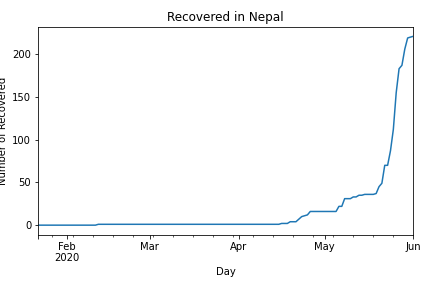 Recovered in Nepal
Number of Recovered
200
150
100
50
0
Feb
2020
Mar
Apr
May
Jun
Day